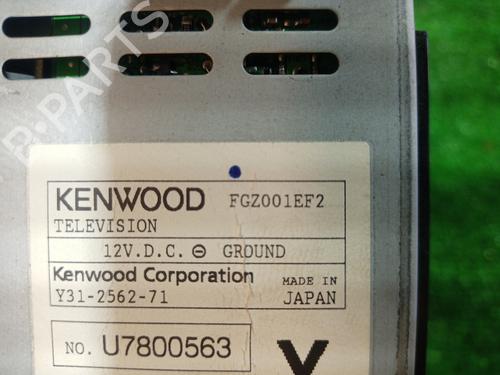 B-PARTS
KENWOOD FGZ001EF2
TELEVISION
12V.D.C. ⊖ GROUND
Kenwood Corporation MADE IN
Y31-2562-71 JAPAN
NO. U7800563 Y